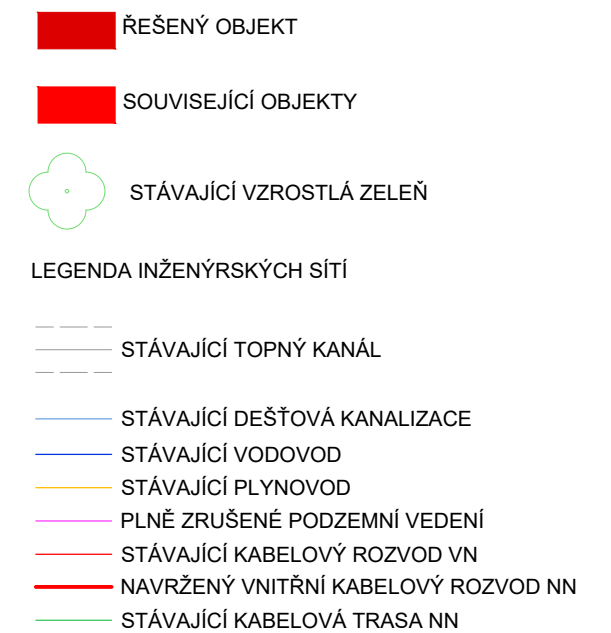 ŘEŠENÝ OBJEKT
SOUVISEJÍCÍ OBJEKTY
STÁVAJÍCÍ VZROSTLÁ ZELEŇ
LEGENDA INŽENÝRSKÝCH SÍTÍ
STÁVAJÍCÍ TOPNÝ KANÁL
STÁVAJÍCÍ DEŠŤOVÁ KANALIZACE
STÁVAJÍCÍ VODOVOD
STÁVAJÍCÍ PLYNOVOD
PLNĚ ZRUŠENÉ PODZEMNÍ VEDENÍ
STÁVAJÍCÍ KABELOVÝ ROZVOD VN
NAVRŽENÝ VNITŘNÍ KABELOVÝ ROZVOD NN
STÁVAJÍCÍ KABELOVÁ TRASA NN